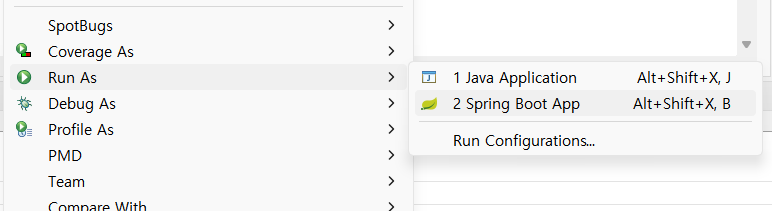 SpotBugs
Coverage As
Run As
Debug As
Profile As
PMD
Team
Compare With
1 Java Application Alt+Shift+X, J
2 Spring Boot App Alt+Shift+X, B
Run Configurations...